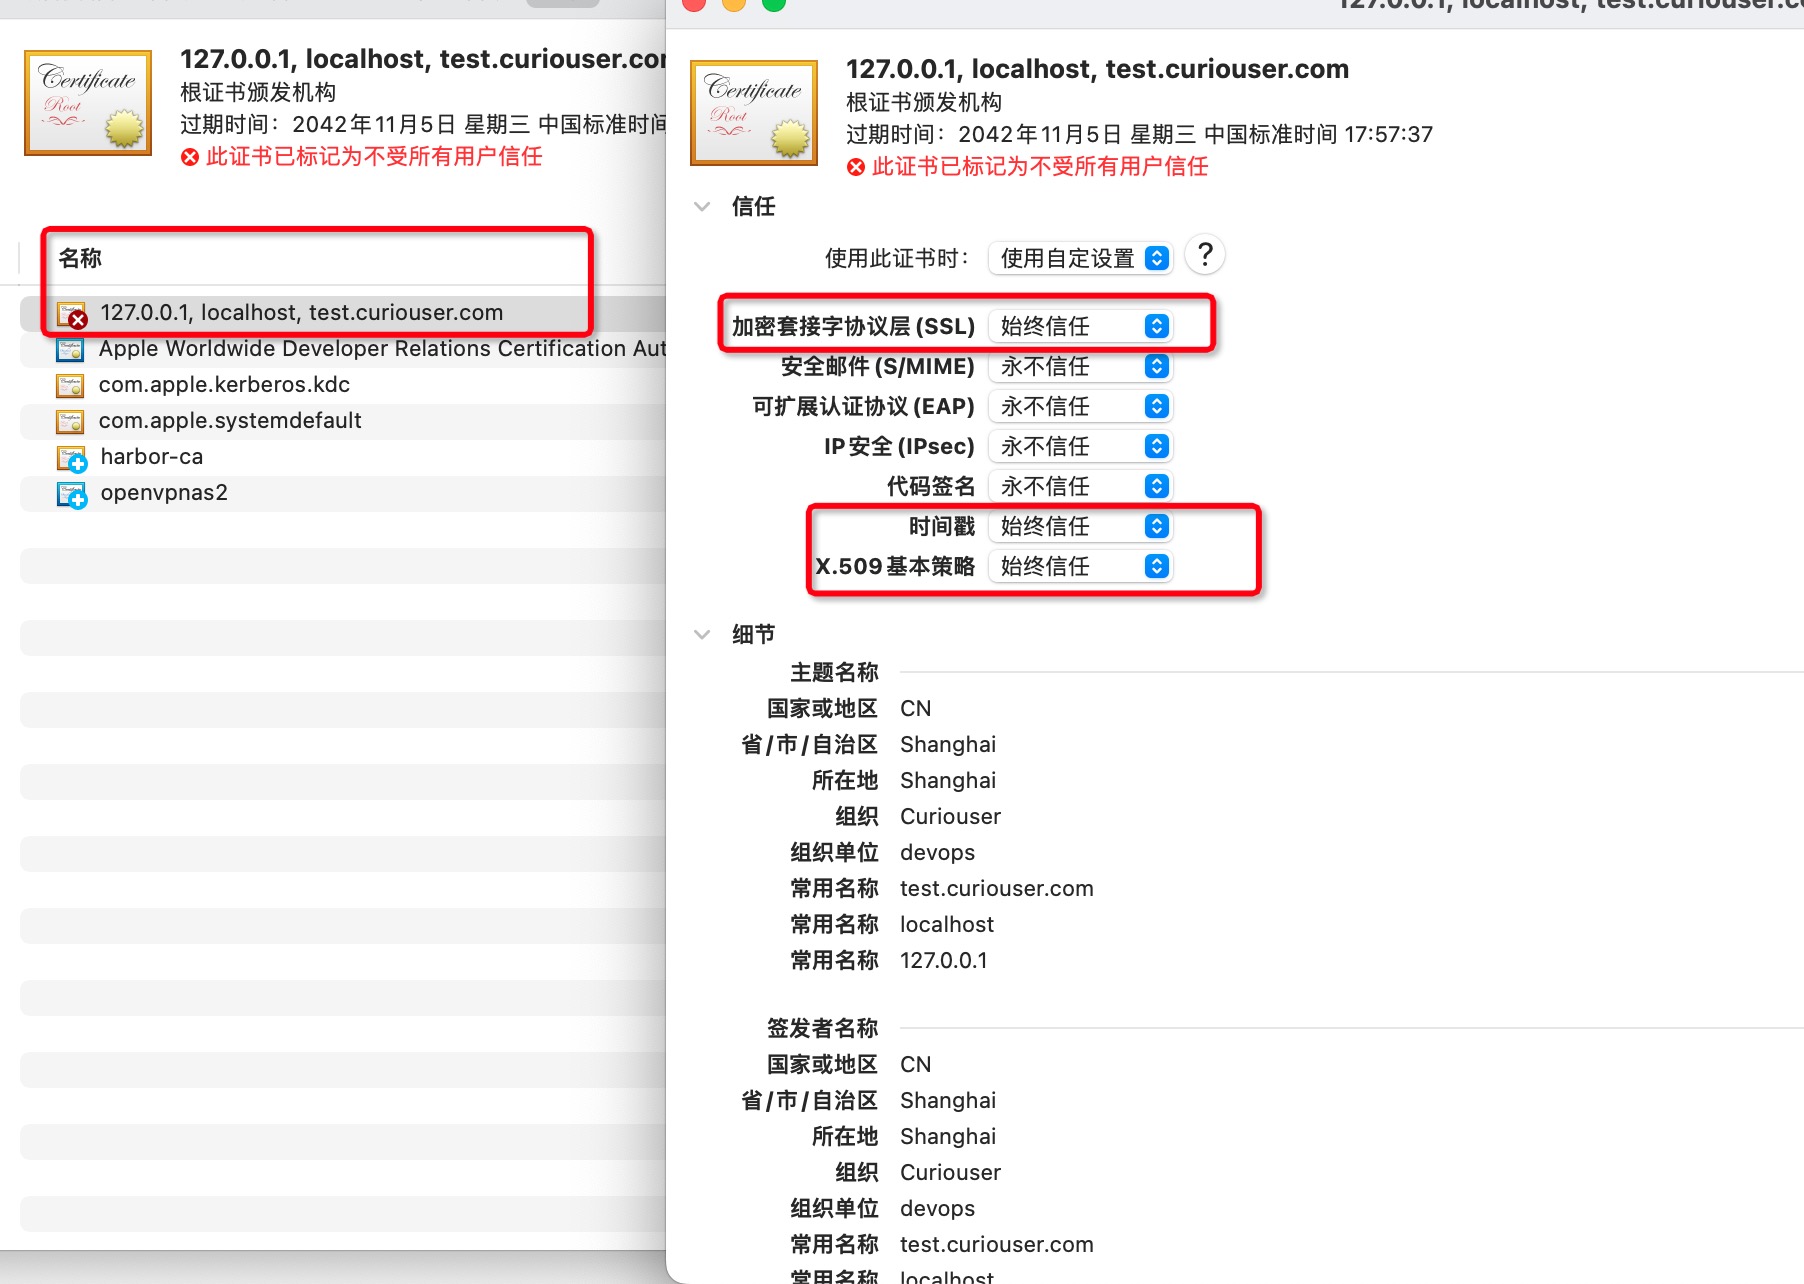 127.0.0.1, localhost, test.curiouser.com
根证书颁发机构
过期时间：2042年11月5日 星期三 中国标准时间
此证书已标记为不受所有用户信任
名称
127.0.0.1, localhost, test.curiouser.com
Apple Worldwide Developer Relations Certification Aut
com.apple.kerberos.kdc
com.apple.systemdefault
harbor-ca
openvpnas2
127.0.0.1, localhost, test.curiouser.co
Certificate
Root
127.0.0.1, localhost, test.curiouser.com
根证书颁发机构
过期时间：2042年11月5日 星期三 中国标准时间 17:57:37
此证书已标记为不受所有用户信任
信任
使用此证书时： 使用自定设置 ?
加密套接字协议层 (SSL) 始终信任
安全邮件 (S/MIME) 永不信任
可扩展认证协议 (EAP) 永不信任
IP 安全 (IPsec) 永不信任
代码签名 永不信任
时间戳 始终信任
X.509 基本策略 始终信任
细节
主题名称
国家或地区 CN
省/市/自治区 Shanghai
所在地 Shanghai
组织 Curiouser
组织单位 devops
常用名称 test.curiouser.com
常用名称 localhost
常用名称 127.0.0.1
签发者名称
国家或地区 CN
省/市/自治区 Shanghai
所在地 Shanghai
组织 Curiouser
组织单位 devops
常用名称 test.curiouser.com
常用名称 localhost